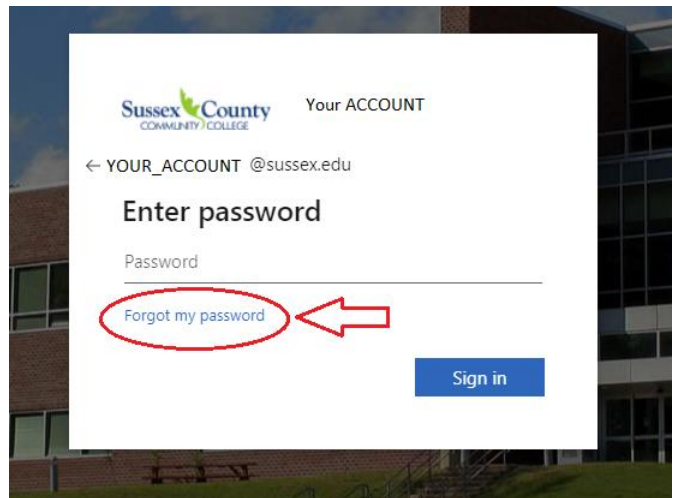 Sussex County
COMMUNITY COLLEGE
Your ACCOUNT
← YOUR_ACCOUNT @sussex.edu
Enter password
Password
Forgot my password
Sign in